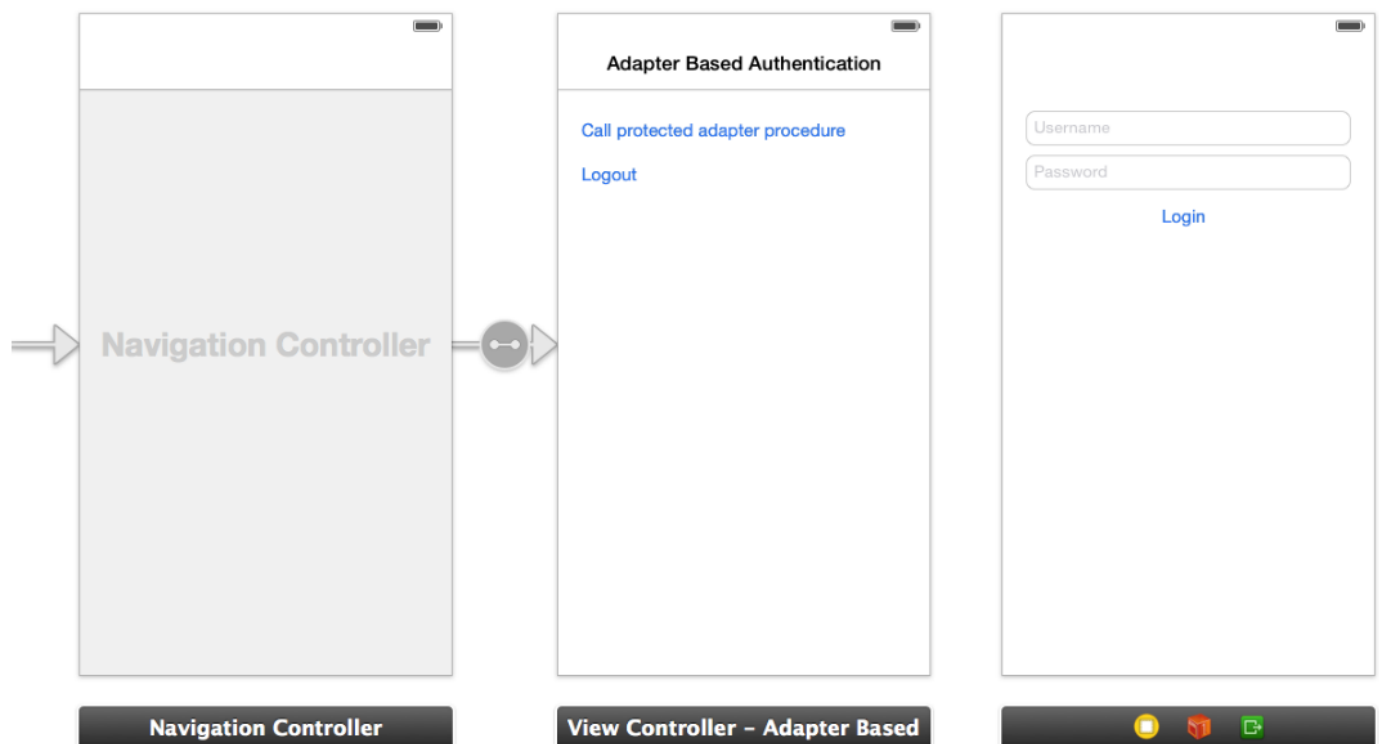 Navigation Controller
Navigation Controller
Adapter Based Authentication
Call protected adapter procedure
Logout
View Controller – Adapter Based
Username
Password
Login